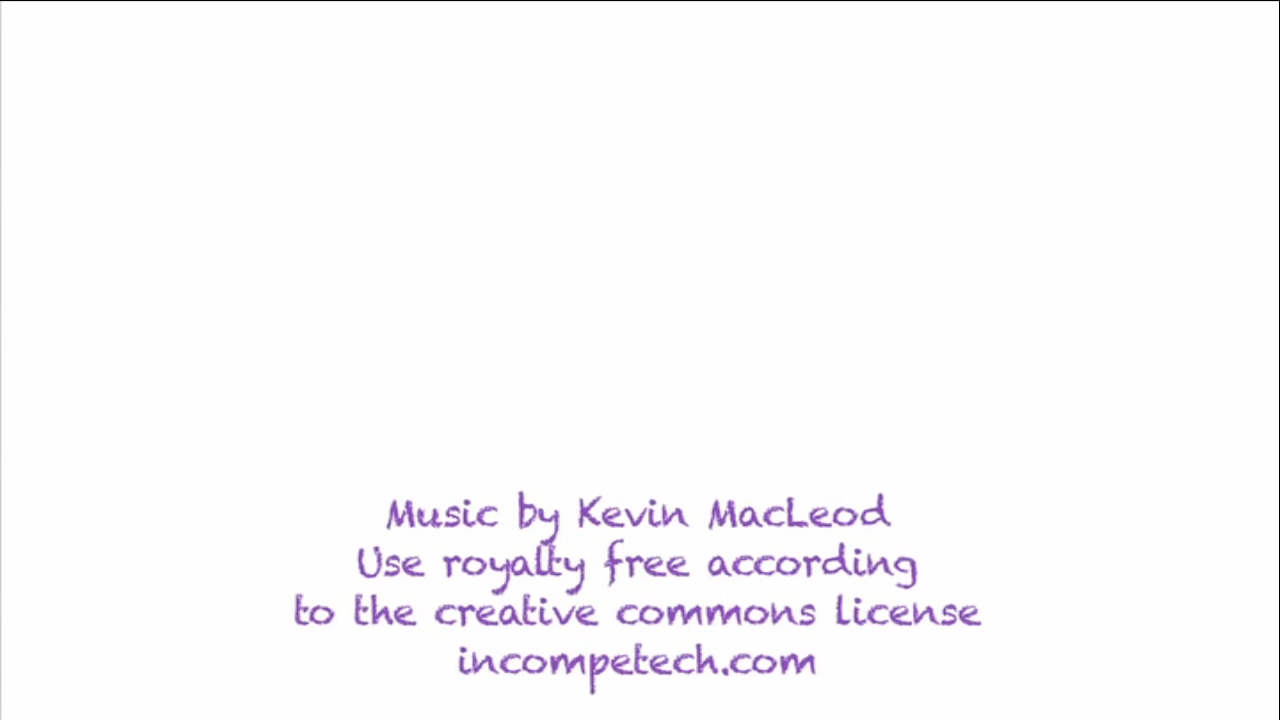 Music by Kevin MacLeod
Use royalty free according
to the creative commons license
incompetech.com